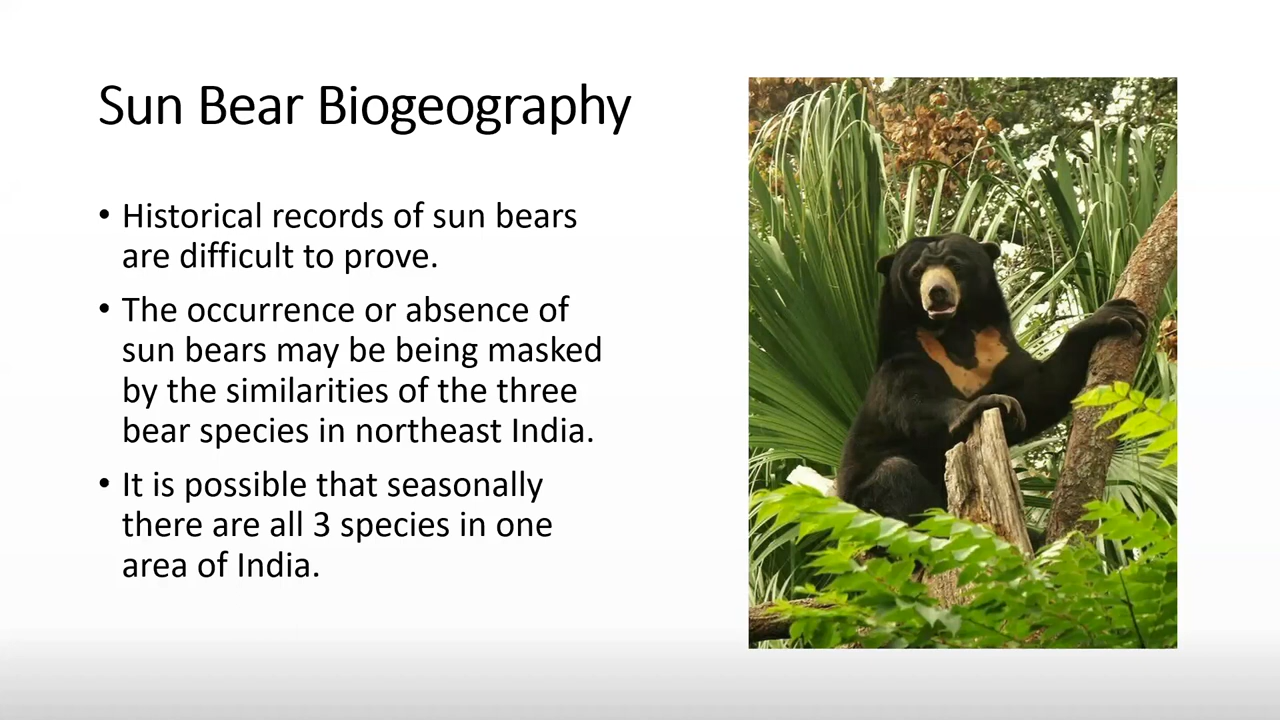 Sun Bear Biogeography
• Historical records of sun bears
are difficult to prove.
• The occurrence or absence of
sun bears may be being masked
by the similarities of the three
bear species in northeast India.
• It is possible that seasonally
there are all 3 species in one
area of India.